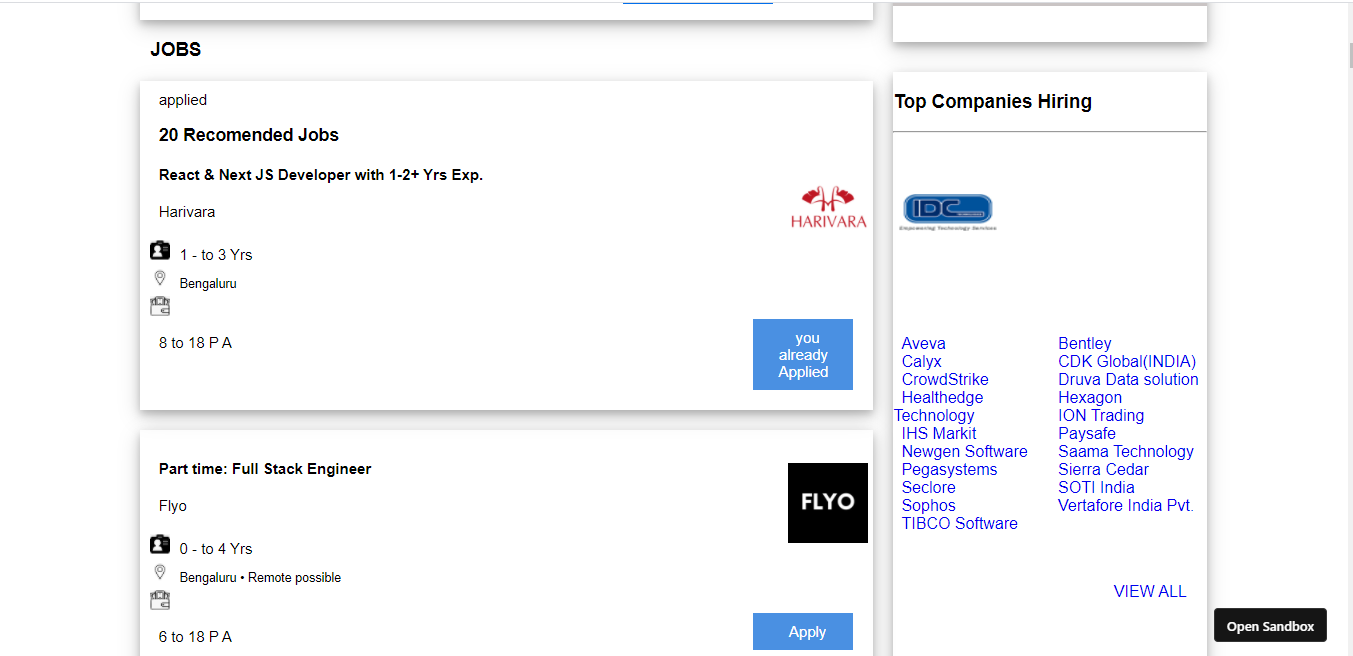 JOBS
applied
20 Recomended Jobs
React & Next JS Developer with 1-2+ Yrs Exp.
Harivara
HARIVARA
1 - to 3 Yrs
Bengaluru
8 to 18 P A
you
already
Applied
Part time: Full Stack Engineer
Flyo
FLYO
0 - to 4 Yrs
Bengaluru • Remote possible
6 to 18 P A
Apply
Top Companies Hiring
IDC
Empowering Technology Services
Aveva
Calyx
CrowdStrike
Healthedge
Technology
IHS Markit
Newgen Software
Pegasystems
Seclore
Sophos
TIBCO Software
Bentley
CDK Global(INDIA)
Druva Data solution
Hexagon
ION Trading
Paysafe
Saama Technology
Sierra Cedar
SOTI India
Vertafore India Pvt.
VIEW ALL
Open Sandbox